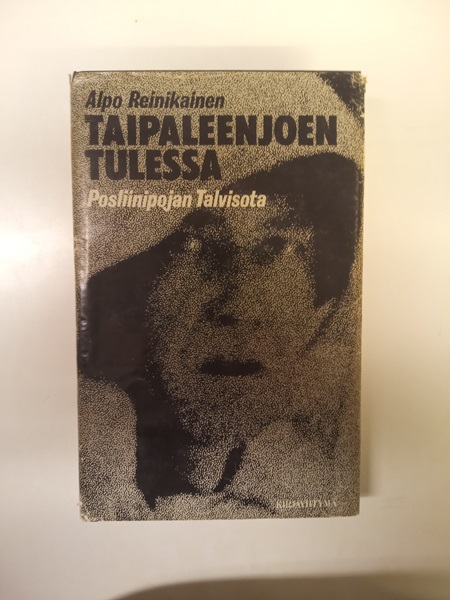 Alpo Reinikainen
TAIPALEENJOEN
TULESSA
Posliinipojan Talvisota
KIRJAYHTYMÄ